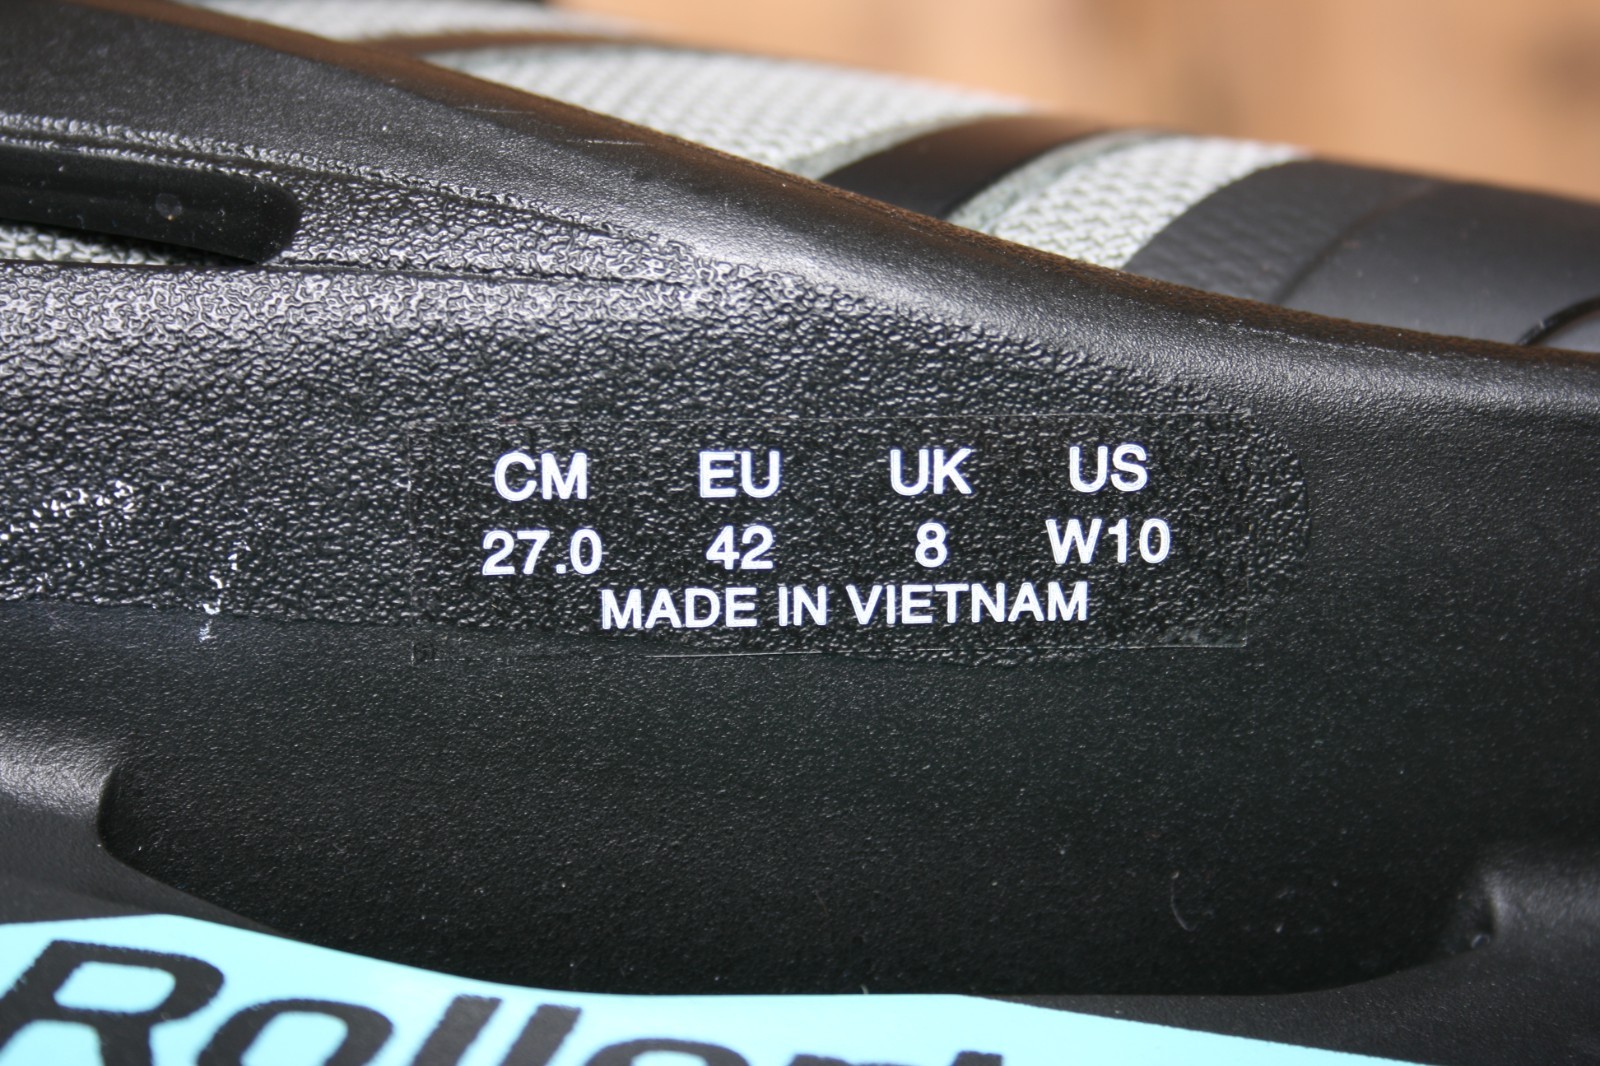 CM EU UK US
27.0 42 8 W10
MADE IN VIETNAM